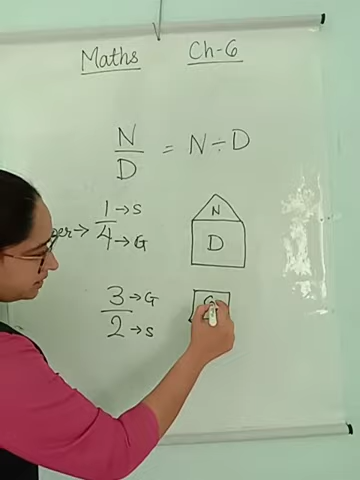 Maths Ch-6
N/D = N ÷ D
1 → S
4 → G
N
D
3 → G
2 → S